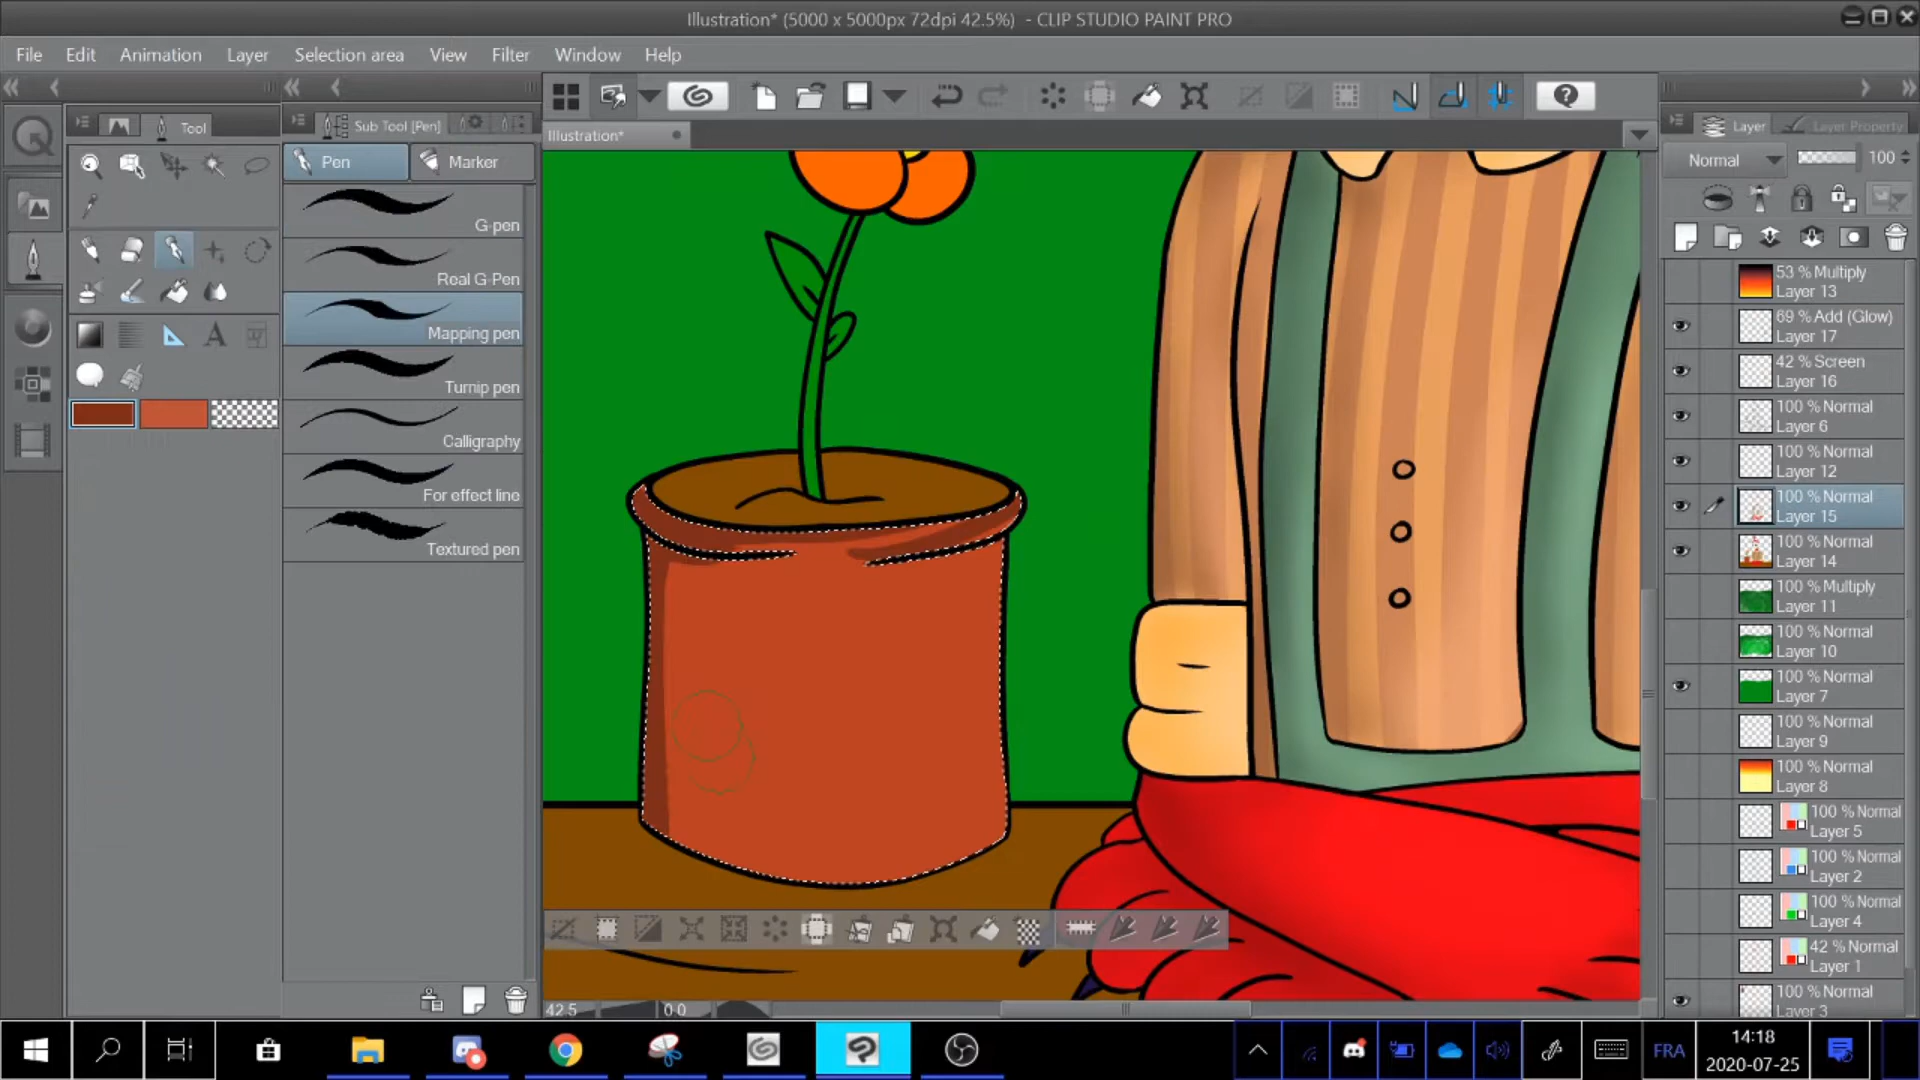 Illustration* (5000 x 5000px 72dpi 42.5%) - CLIP STUDIO PAINT PRO
File Edit Animation Layer Selection area View Filter Window Help
Tool
Sub Tool [Pen]
Illustration*
Layer
Layer Property
Pen
Marker
Normal
100
G-pen
Real G-Pen
Mapping pen
Turnip pen
Calligraphy
For effect line
Textured pen
53 % Multiply
Layer 13
69 % Add (Glow)
Layer 17
42 % Screen
Layer 16
100 % Normal
Layer 6
100 % Normal
Layer 12
100 % Normal
Layer 15
100 % Normal
Layer 14
100 % Multiply
Layer 11
100 % Normal
Layer 10
100 % Normal
Layer 7
100 % Normal
Layer 9
100 % Normal
Layer 8
100 % Normal
Layer 5
100 % Normal
Layer 2
100 % Normal
Layer 4
42 % Normal
Layer 1
100 % Normal
Layer 3
42.5
0.0
FRA
14:18
2020-07-25